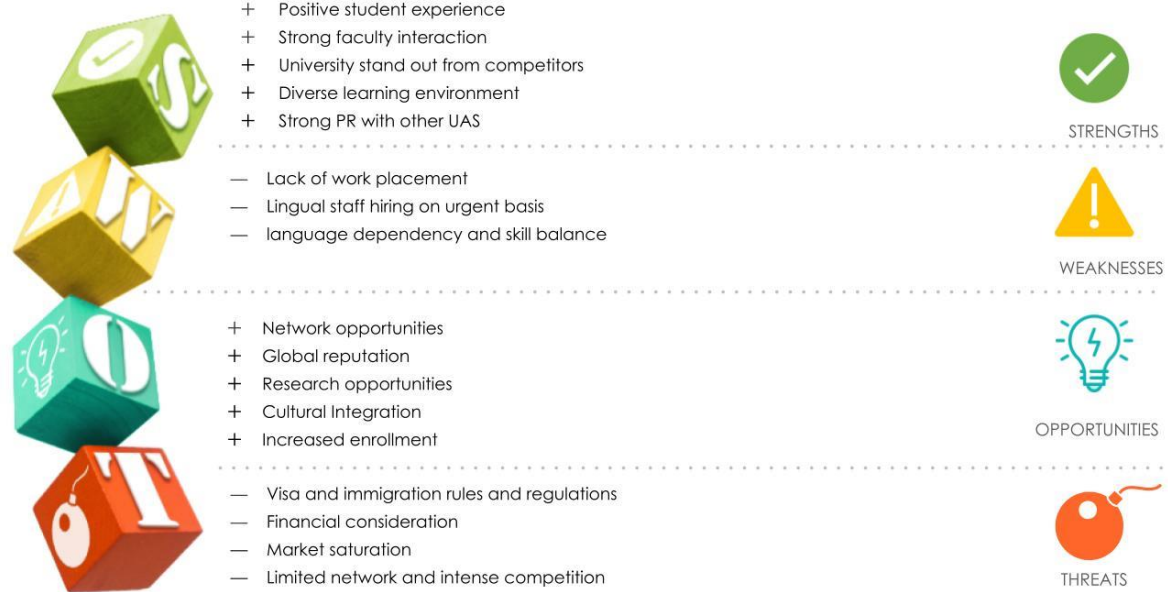 + Positive student experience
+ Strong faculty interaction
+ University stand out from competitors
+ Diverse learning environment
+ Strong PR with other UAS
S
STRENGTHS
— Lack of work placement
— Lingual staff hiring on urgent basis
— language dependency and skill balance
W
WEAKNESSES
+ Network opportunities
+ Global reputation
+ Research opportunities
+ Cultural Integration
+ Increased enrollment
O
OPPORTUNITIES
— Visa and immigration rules and regulations
— Financial consideration
— Market saturation
— Limited network and intense competition
T
THREATS